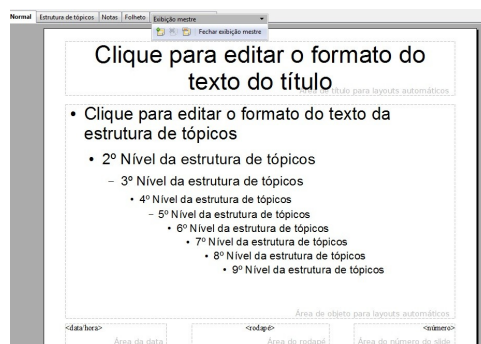 Normal Estrutura de tópicos Notas Folheto Exibição mestre
Fechar exibição mestre
Clique para editar o formato do
texto do título
Área de título para layouts automáticos
• Clique para editar o formato do texto da
estrutura de tópicos
• 2º Nível da estrutura de tópicos
– 3º Nível da estrutura de tópicos
• 4º Nível da estrutura de tópicos
– 5º Nível da estrutura de tópicos
• 6º Nível da estrutura de tópicos
• 7º Nível da estrutura de tópicos
• 8º Nível da estrutura de tópicos
• 9º Nível da estrutura de tópicos
Área de objeto para layouts automáticos
<data/hora> <rodapé> <número>
Área da data Área do rodapé Área do número do slide